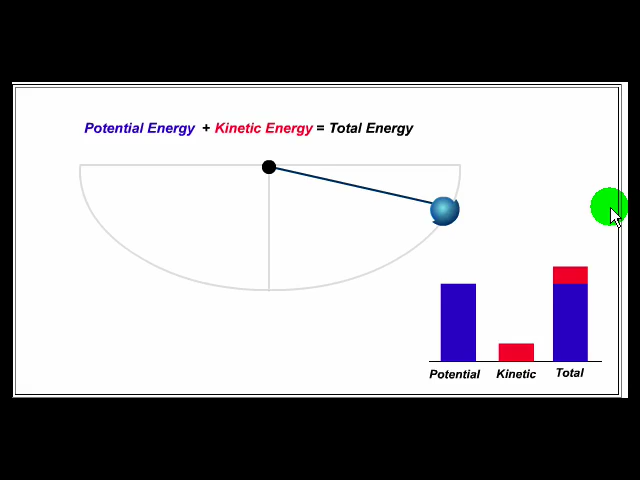 Potential Energy + Kinetic Energy = Total Energy
Potential Kinetic Total